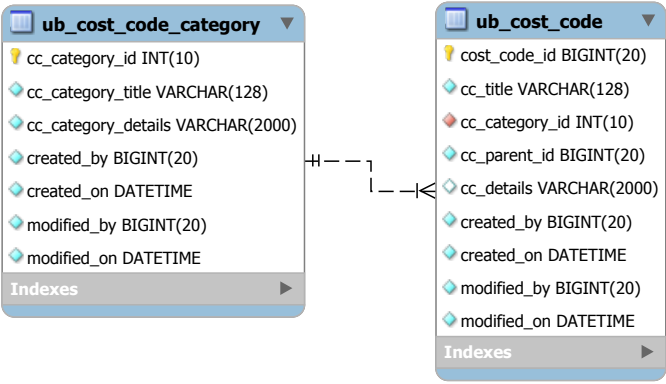 ub_cost_code_category
cc_category_id INT(10)
cc_category_title VARCHAR(128)
cc_category_details VARCHAR(2000)
created_by BIGINT(20)
created_on DATETIME
modified_by BIGINT(20)
modified_on DATETIME
Indexes
ub_cost_code
cost_code_id BIGINT(20)
cc_title VARCHAR(128)
cc_category_id INT(10)
cc_parent_id BIGINT(20)
cc_details VARCHAR(2000)
created_by BIGINT(20)
created_on DATETIME
modified_by BIGINT(20)
modified_on DATETIME
Indexes